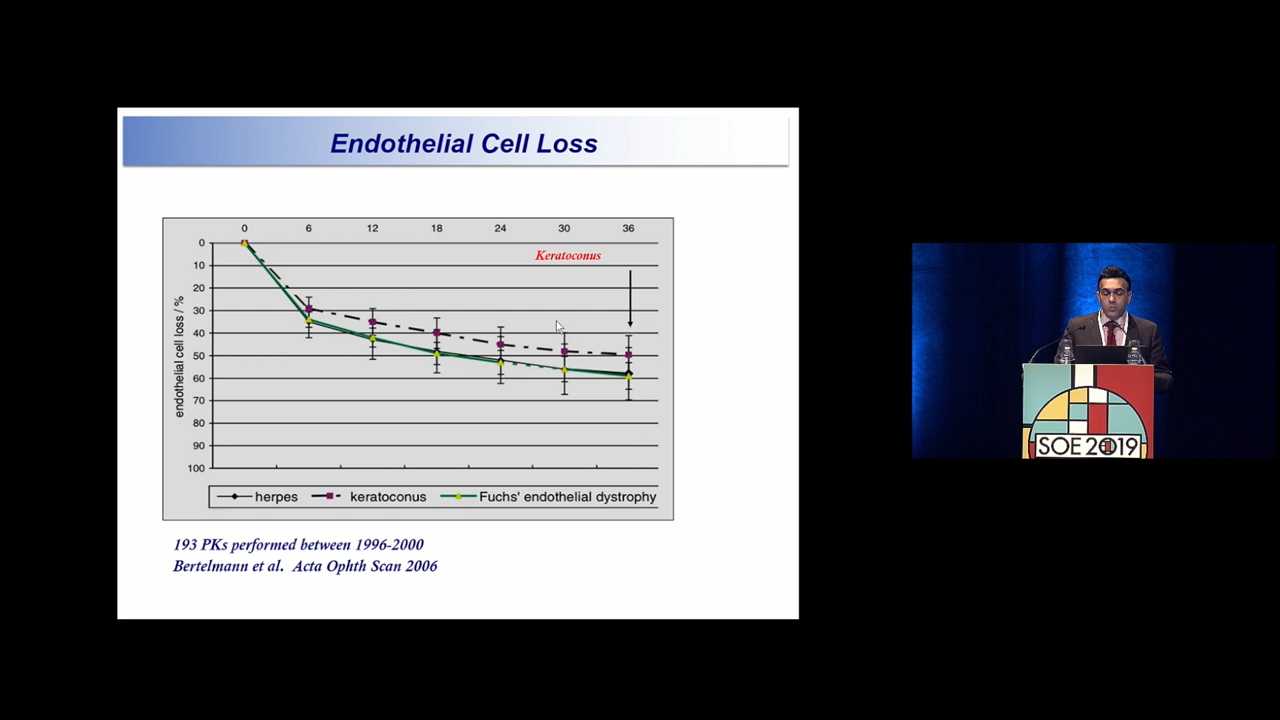 Endothelial Cell Loss
0 6 12 18 24 30 36
Keratoconus
0
10
20
30
40
50
60
70
80
90
100
endothelial cell loss / %
herpes keratoconus Fuchs' endothelial dystrophy
193 PKs performed between 1996-2000
Bertelmann et al. Acta Ophth Scan 2006
SOE 2019